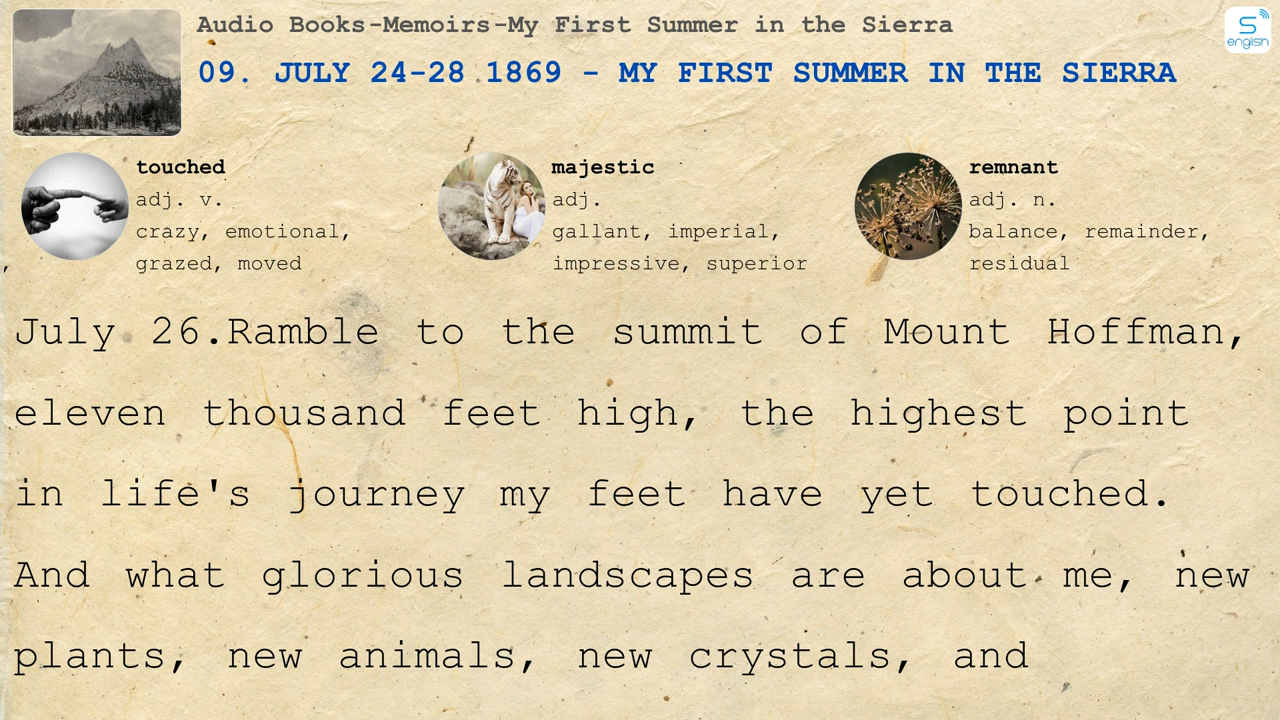 Audio Books-Memoirs-My First Summer in the Sierra
09. JULY 24-28 1869 - MY FIRST SUMMER IN THE SIERRA
S
english
touched
adj. v.
crazy, emotional,
grazed, moved
majestic
adj.
gallant, imperial,
impressive, superior
remnant
adj. n.
balance, remainder,
residual
,
July 26.Ramble to the summit of Mount Hoffman,
eleven thousand feet high, the highest point
in life's journey my feet have yet touched.
And what glorious landscapes are about me, new
plants, new animals, new crystals, and